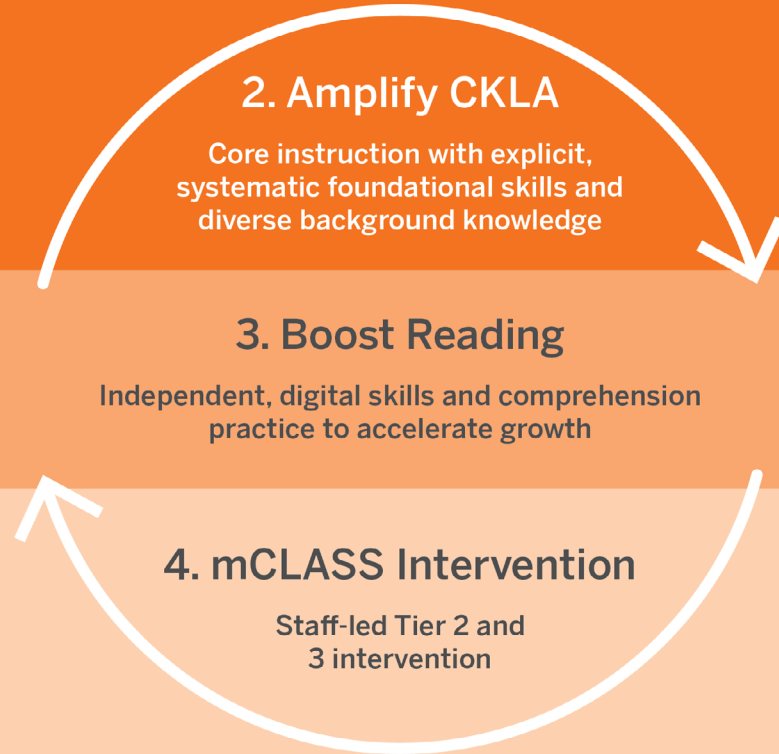 2. Amplify CKLA
Core instruction with explicit,
systematic foundational skills and
diverse background knowledge
3. Boost Reading
Independent, digital skills and comprehension
practice to accelerate growth
4. mCLASS Intervention
Staff-led Tier 2 and
3 intervention